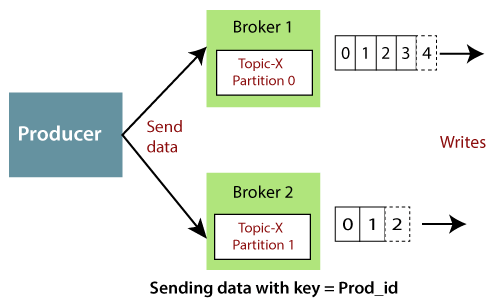 Broker 1
Topic-X
Partition 0
0 1 2 3 4
Producer
Send
data
Writes
Broker 2
Topic-X
Partition 1
0 1 2
Sending data with key = Prod_id